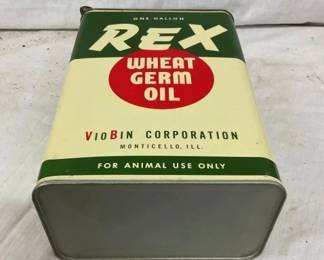 ONE GALLON
REX
WHEAT
GERM
OIL
VIOBIN CORPORATION
MONTICELLO, ILL.
FOR ANIMAL USE ONLY